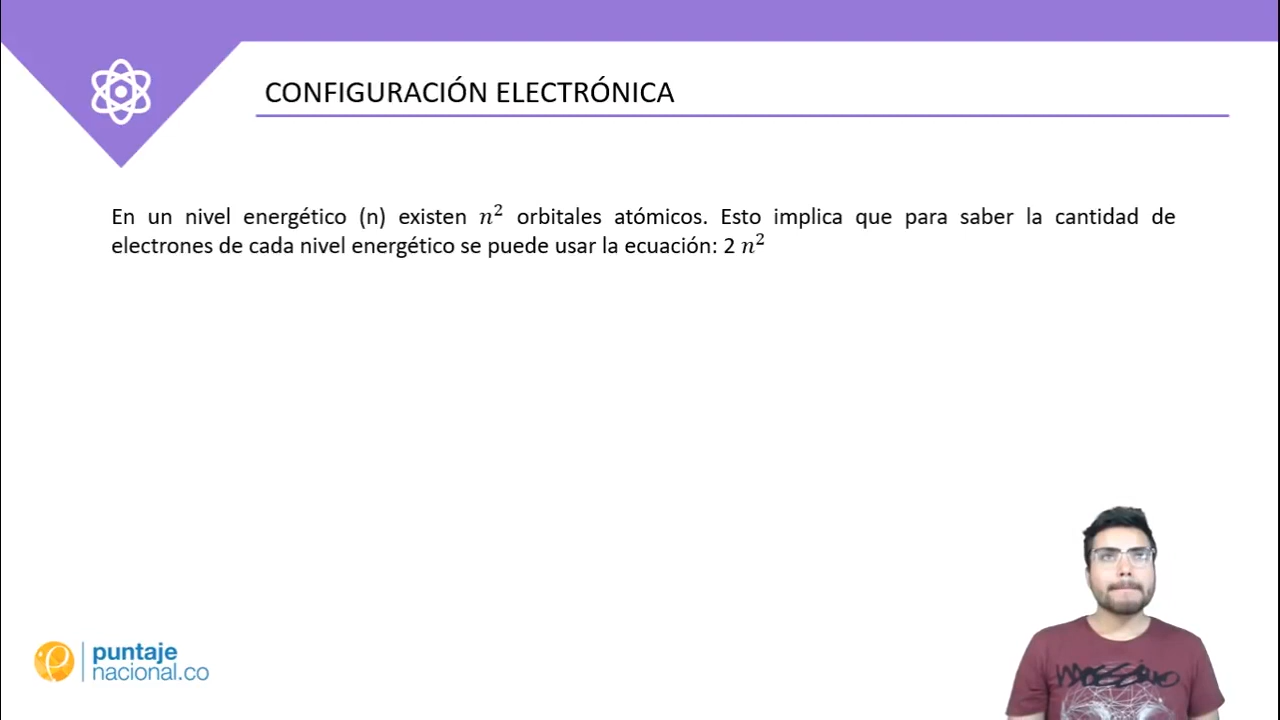 CONFIGURACIÓN ELECTRÓNICA
En un nivel energético (n) existen n² orbitales atómicos. Esto implica que para saber la cantidad de
electrones de cada nivel energético se puede usar la ecuación: 2 n²
puntaje
nacional.co